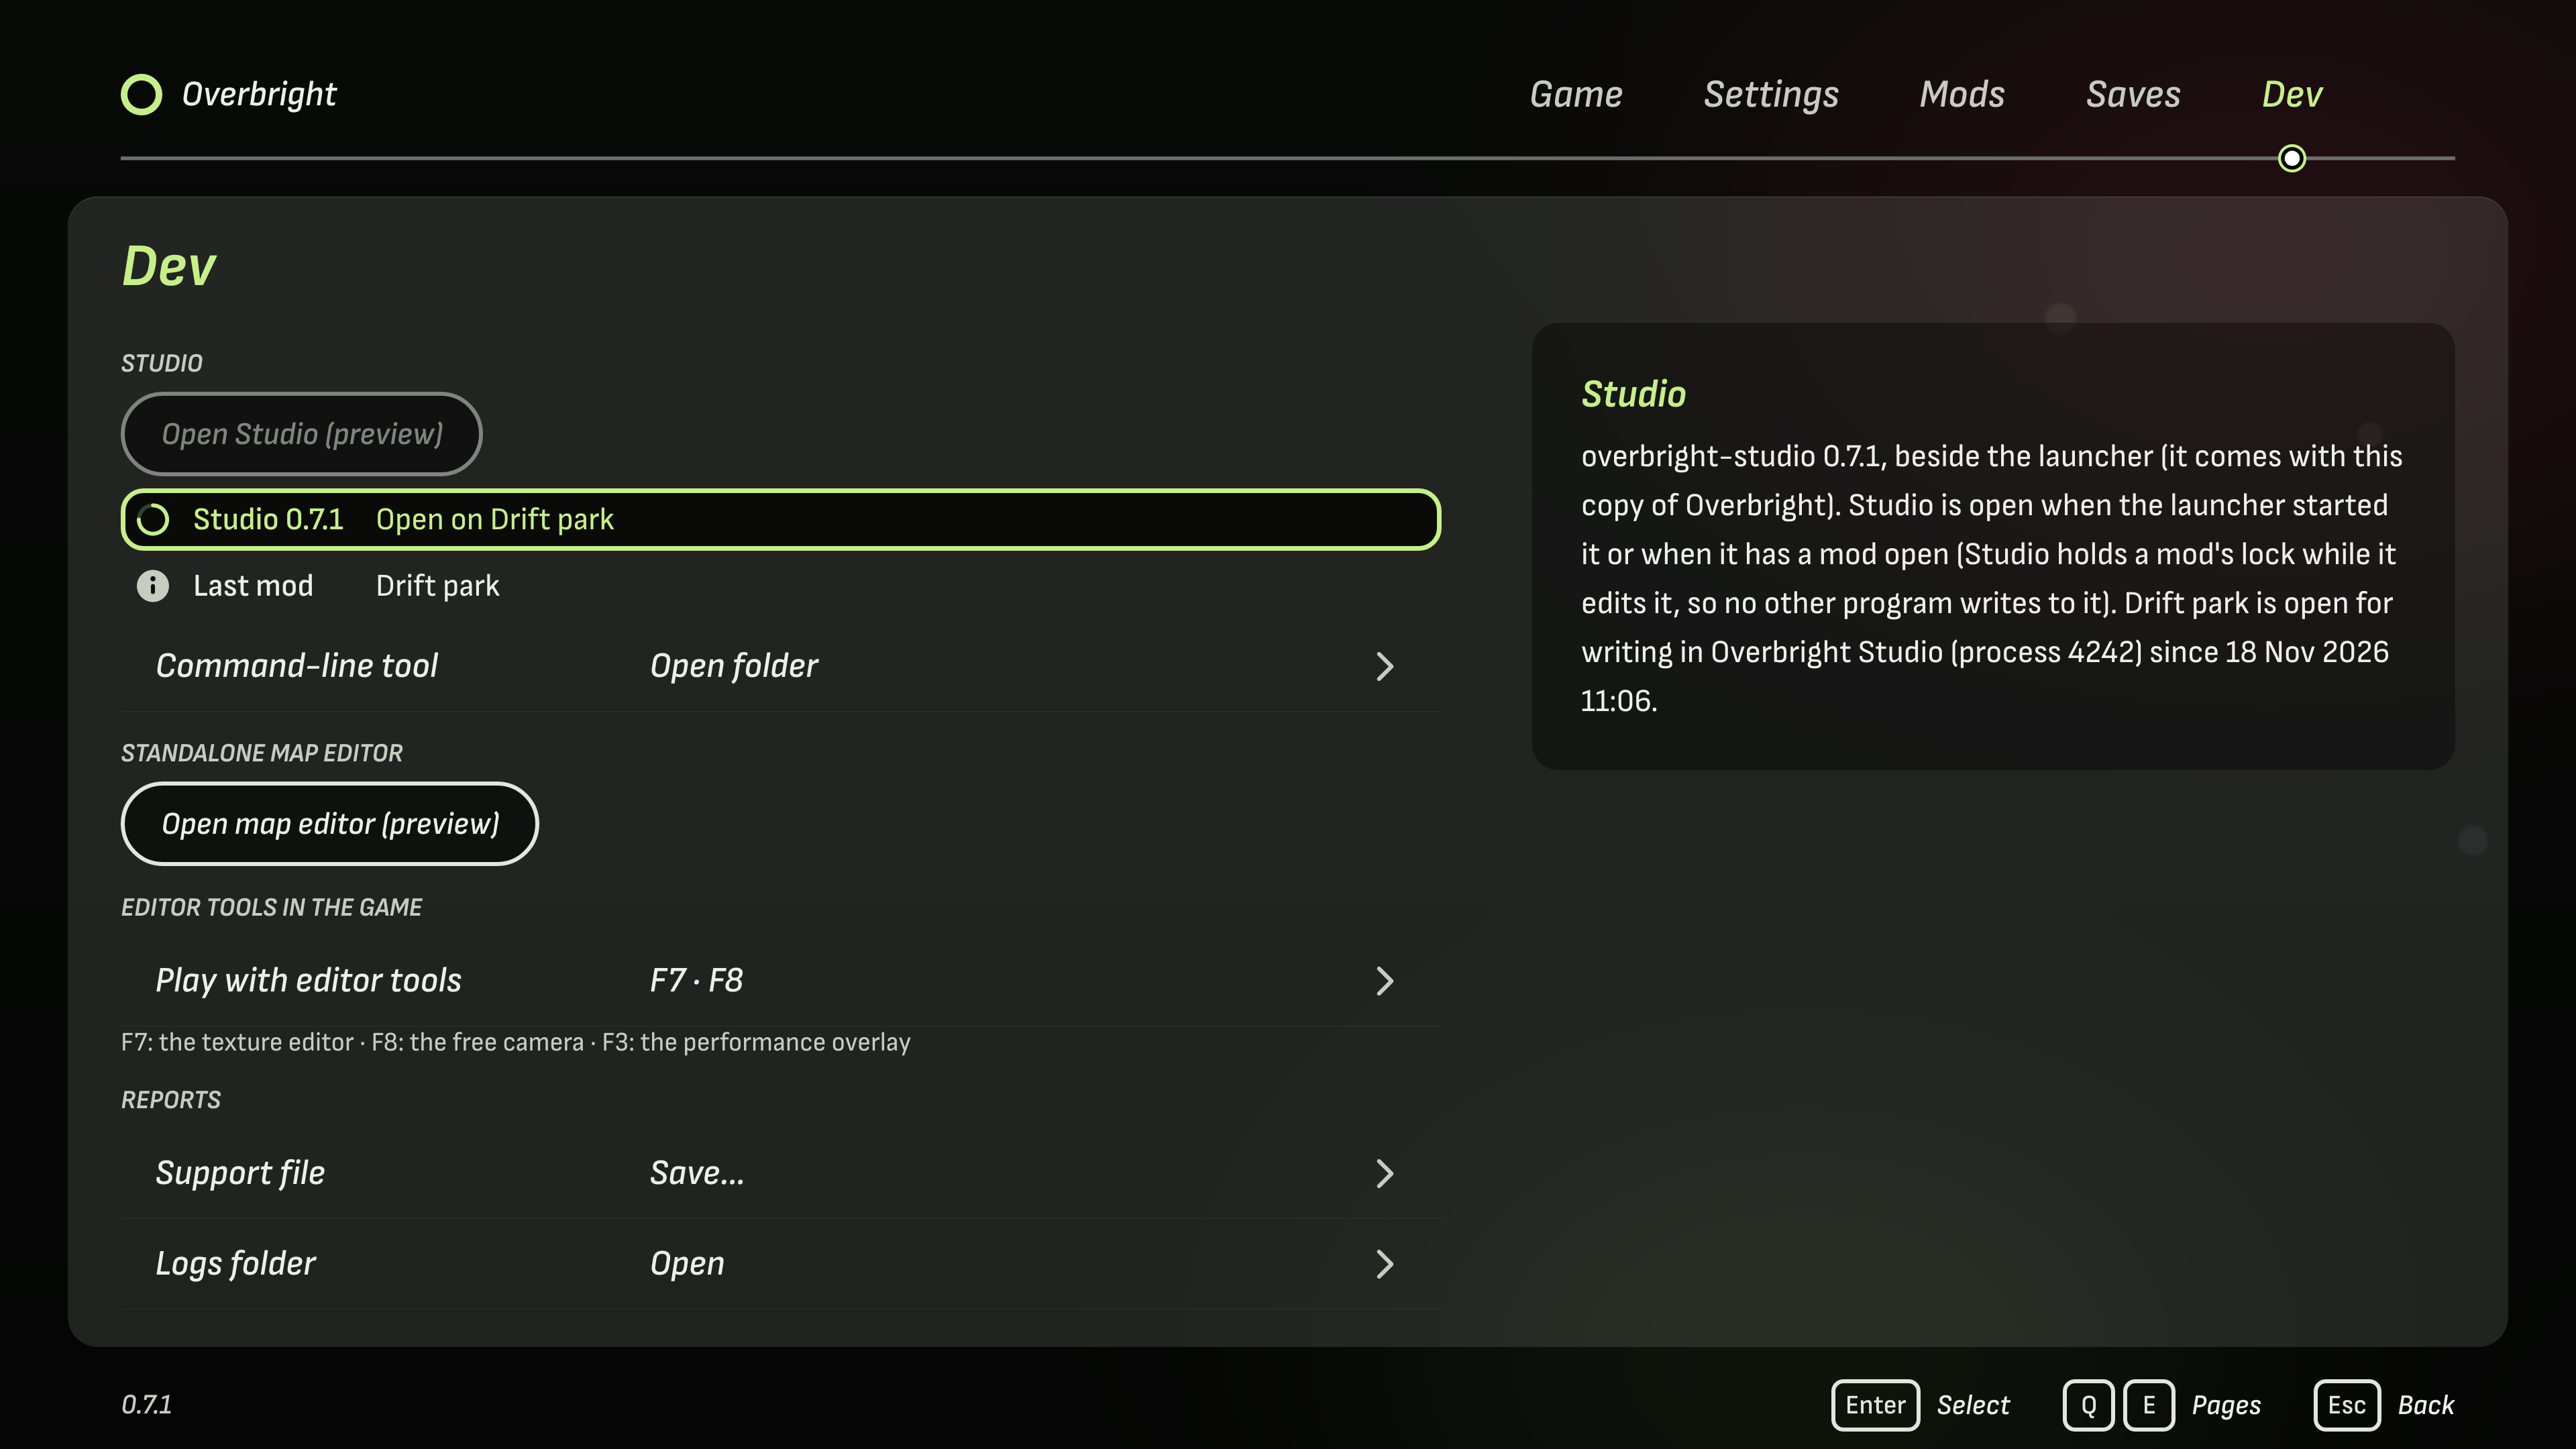 Overbright
Game Settings Mods Saves Dev
Dev
STUDIO
Open Studio (preview)
Studio 0.7.1 Open on Drift park
Last mod Drift park
Command-line tool Open folder
STANDALONE MAP EDITOR
Open map editor (preview)
EDITOR TOOLS IN THE GAME
Play with editor tools F7 · F8
F7: the texture editor · F8: the free camera · F3: the performance overlay
REPORTS
Support file Save...
Logs folder Open
Studio
overbright-studio 0.7.1, beside the launcher (it comes with this
copy of Overbright). Studio is open when the launcher started
it or when it has a mod open (Studio holds a mod's lock while it
edits it, so no other program writes to it). Drift park is open for
writing in Overbright Studio (process 4242) since 18 Nov 2026
11:06.
0.7.1
Enter Select Q E Pages Esc Back